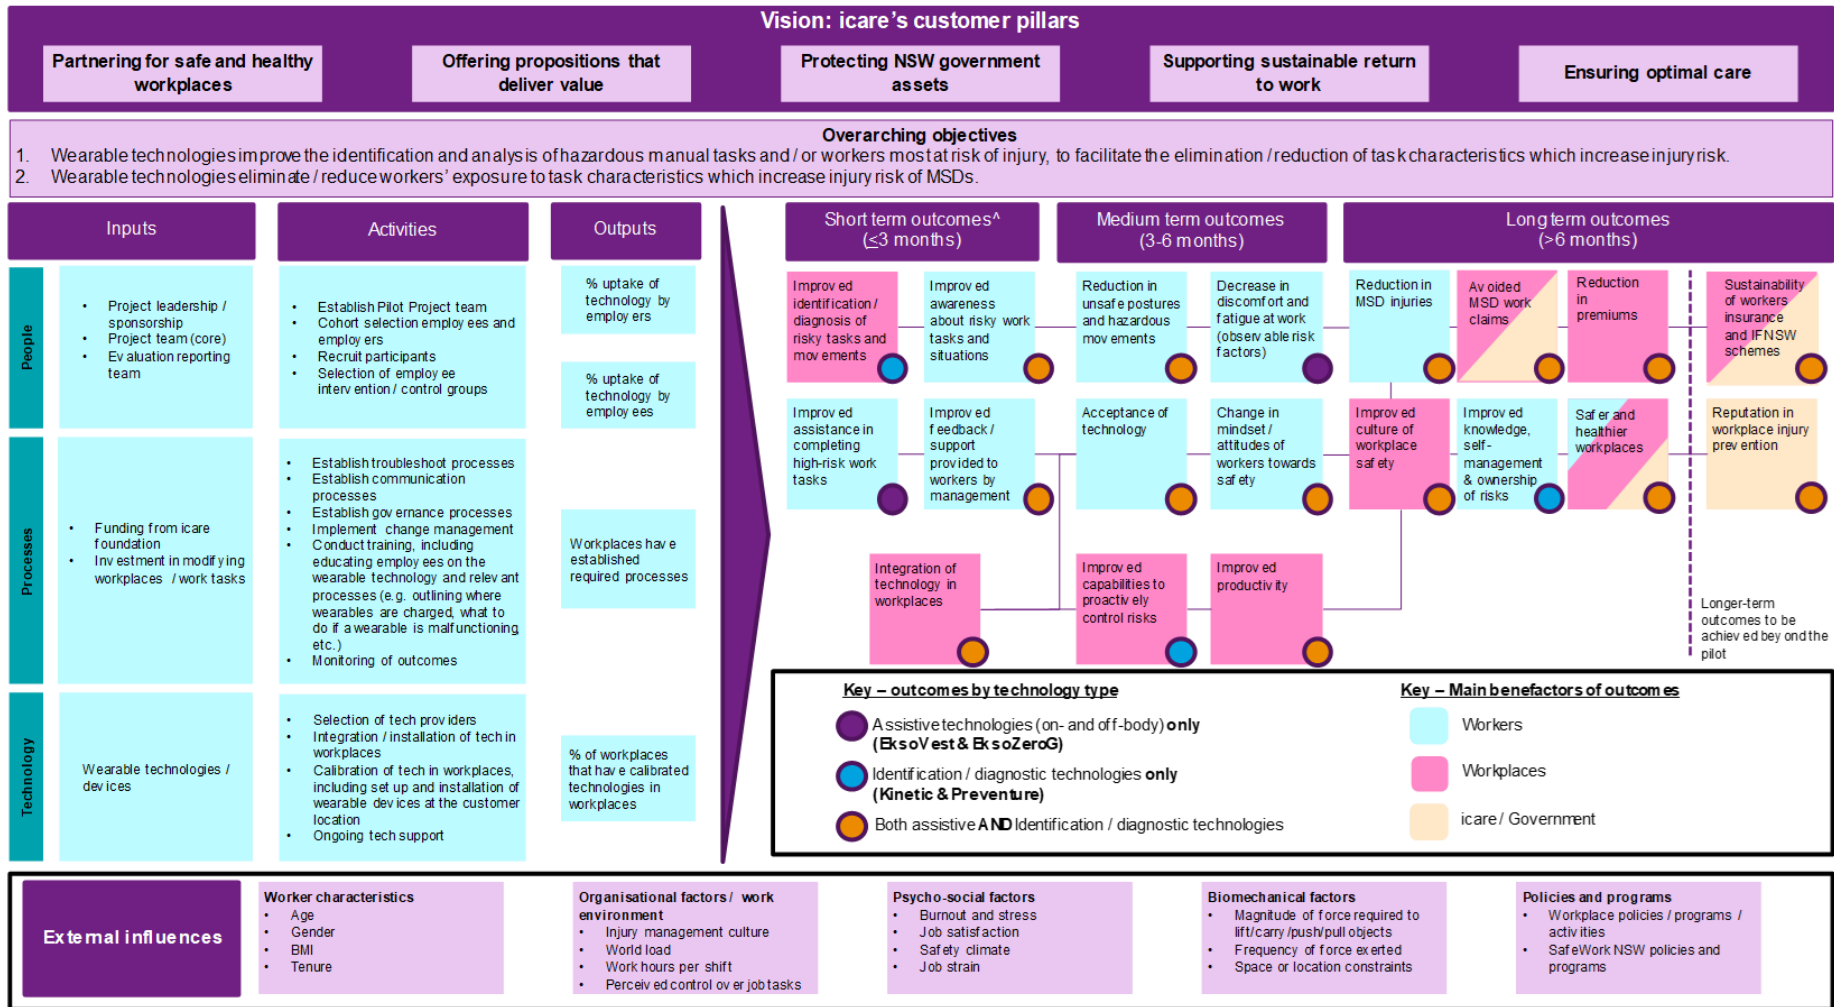 Vision: icare's customer pillars
Partnering for safe and healthy
workplaces
Offering propositions that
deliver value
Protecting NSW government
assets
Supporting sustainable return
to work
Ensuring optimal care
Overarching objectives
1. Wearable technologies improve the identification and analysis of hazardous manual tasks and / or workers most at risk of injury, to facilitate the elimination / reduction of task characteristics which increase injury risk.
2. Wearable technologies eliminate / reduce workers' exposure to task characteristics which increase injury risk of MSDs.
Inputs
Activities
Outputs
Short term outcomes^
(≤3 months)
Medium term outcomes
(3-6 months)
Long term outcomes
(>6 months)
People
• Project leadership /
sponsorship
• Project team (core)
• Evaluation reporting
team
• Establish Pilot Project team
• Cohort selection employees and
employers
• Recruit participants
• Selection of employee
intervention / control groups
% uptake of
technology by
employers
% uptake of
technology by
employees
Improved
identification /
diagnosis of
risky tasks and
movements
Improved
awareness
about risky work
tasks and
situations
Reduction in
unsafe postures
and hazardous
movements
Decrease in
discomfort and
fatigue at work
(observable risk
factors)
Reduction in
MSD injuries
Avoided
MSD work
claims
Reduction
in
premiums
Sustainability
of workers
insurance
and IFNSW
schemes
Improved
assistance in
completing
high-risk work
tasks
Improved
feedback /
support
provided to
workers by
management
Acceptance of
technology
Change in
mindset /
attitudes of
workers towards
safety
Improved
culture of
workplace
safety
Improved
knowledge,
self-
management
& ownership
of risks
Safer and
healthier
workplaces
Reputation in
workplace injury
prevention
Processes
• Funding from icare
foundation
• Investment in modifying
workplaces / work tasks
• Establish troubleshoot processes
• Establish communication
processes
• Establish governance processes
• Implement change management
• Conduct training, including
educating employees on the
wearable technology and relevant
processes (e.g. outlining where
wearables are charged, what to
do if a wearable is malfunctioning,
etc.)
• Monitoring of outcomes
Workplaces have
established
required processes
Integration of
technology in
workplaces
Improved
capabilities to
proactively
control risks
Improved
productivity
Longer-term
outcomes to be
achieved beyond the
pilot
Technology
Wearable technologies /
devices
• Selection of tech providers
• Integration / installation of tech in
workplaces
• Calibration of tech in workplaces,
including set up and installation of
wearable devices at the customer
location
• Ongoing tech support
% of workplaces
that have calibrated
technologies in
workplaces
Key – outcomes by technology type
Assistive technologies (on- and off-body) only
(EksoVest & EksoZeroG)
Identification / diagnostic technologies only
(Kinetic & Preventure)
Both assistive AND Identification / diagnostic technologies
Key – Main benefactors of outcomes
Workers
Workplaces
icare / Government
External influences
Worker characteristics
• Age
• Gender
• BMI
• Tenure
Organisational factors / work
environment
• Injury management culture
• World load
• Work hours per shift
• Perceived control over job tasks
Psycho-social factors
• Burnout and stress
• Job satisfaction
• Safety climate
• Job strain
Biomechanical factors
• Magnitude of force required to
lift/carry/push/pull objects
• Frequency of force exerted
• Space or location constraints
Policies and programs
• Workplace policies / programs /
activities
• SafeWork NSW policies and
programs